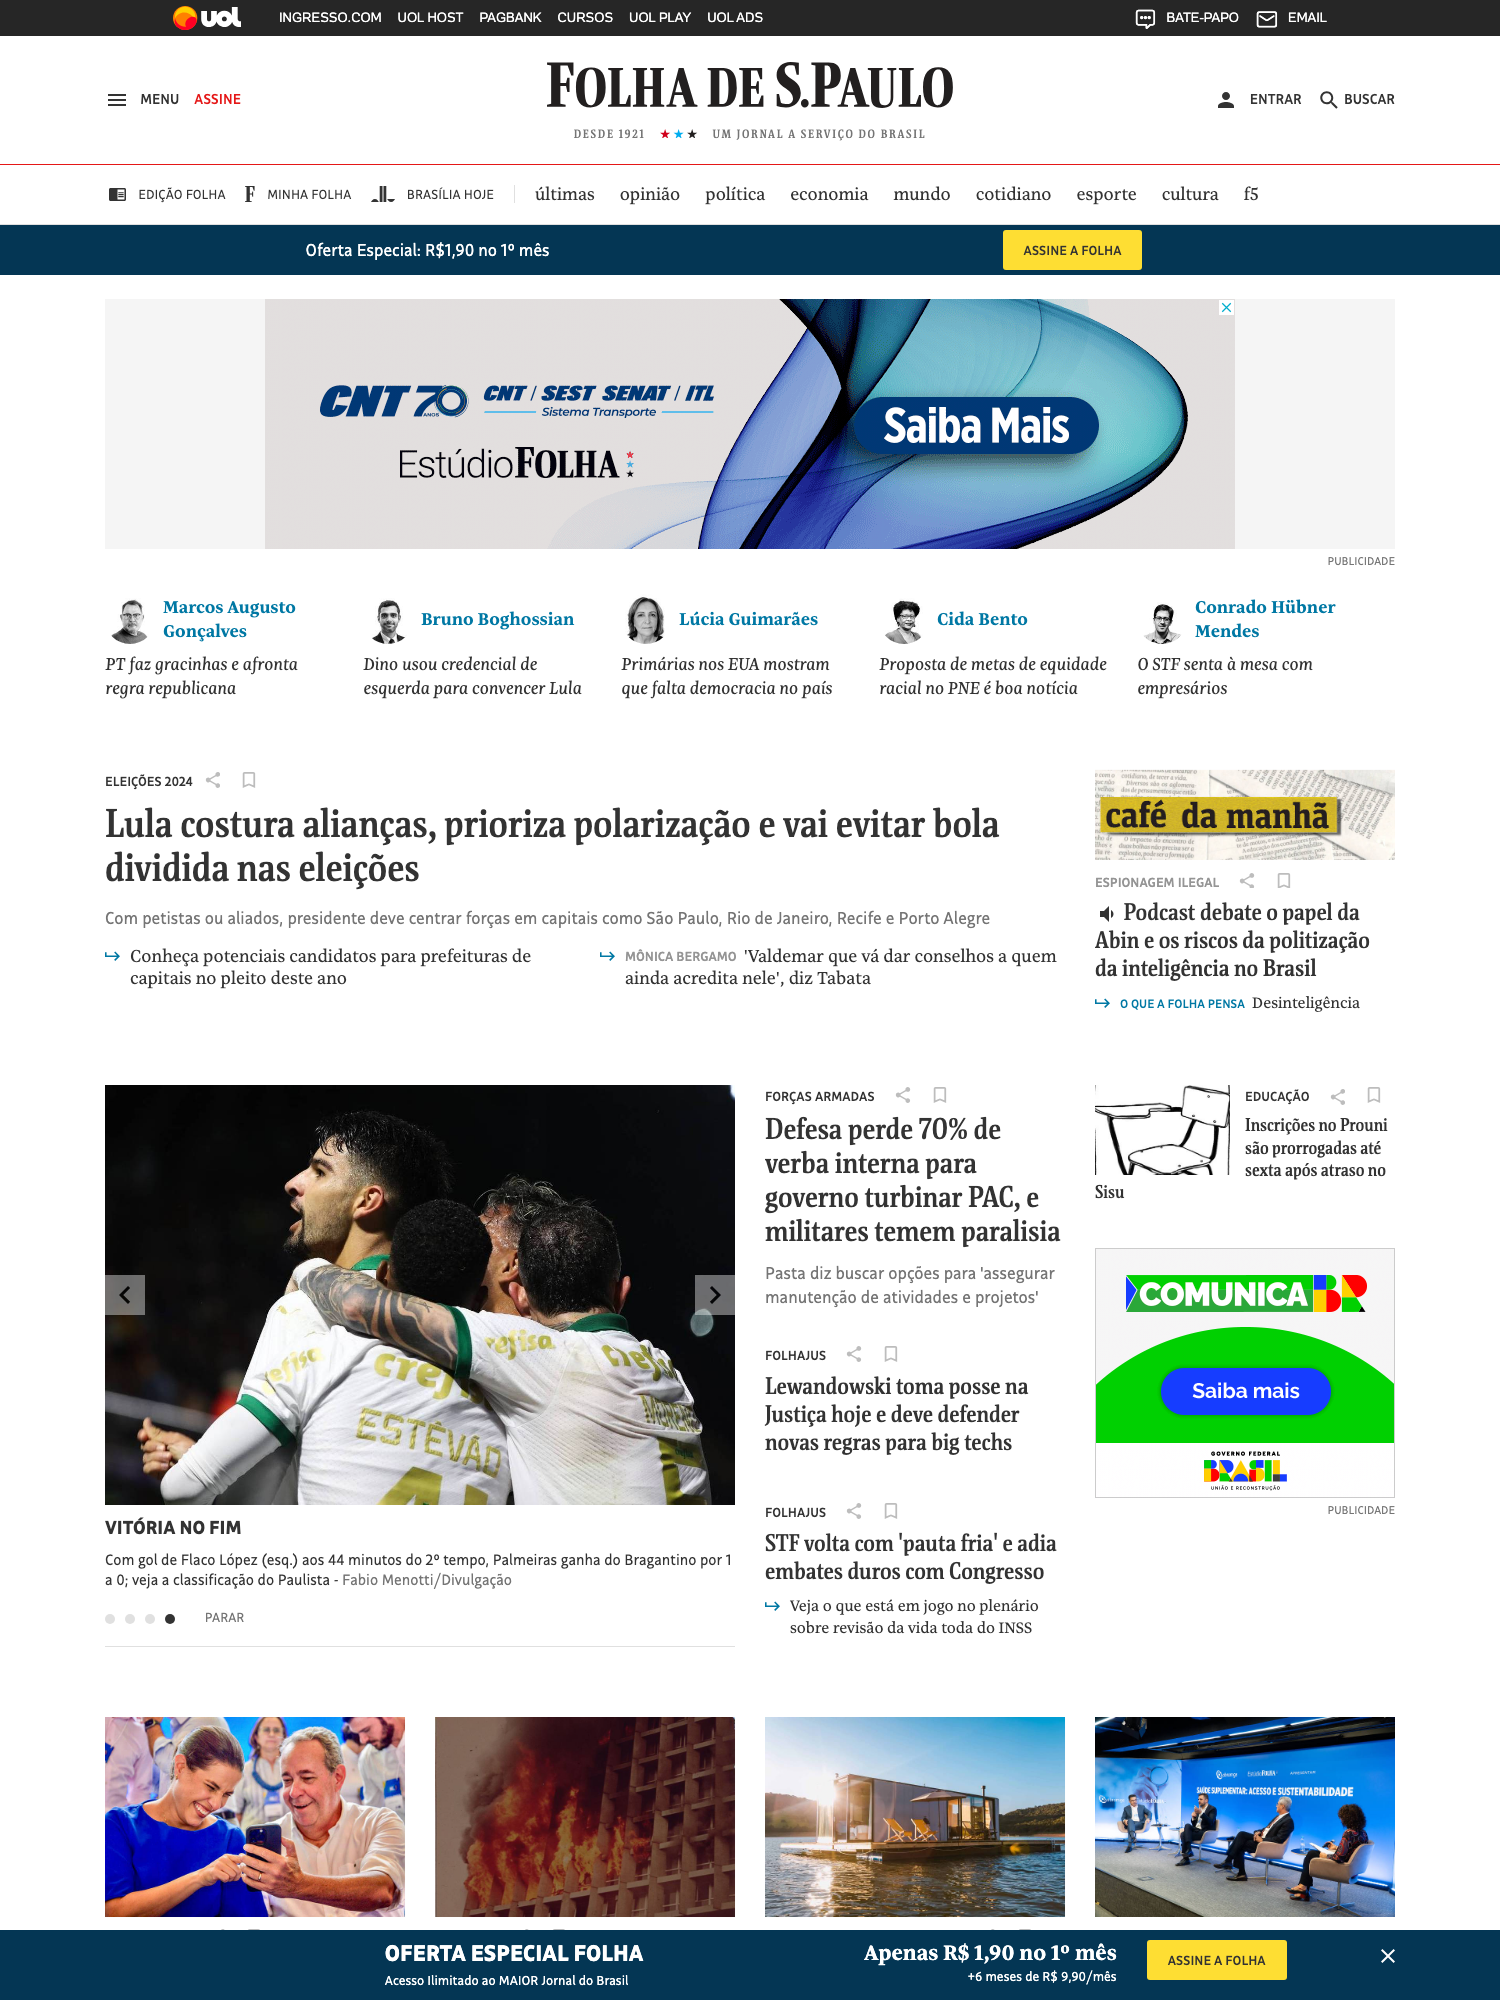 uol
INGRESSO.COM UOL HOST PAGBANK CURSOS UOL PLAY UOL ADS
BATE-PAPO EMAIL
MENU ASSINE
FOLHA DE S.PAULO
DESDE 1921 ★★★ UM JORNAL A SERVIÇO DO BRASIL
ENTRAR BUSCAR
EDIÇÃO FOLHA F MINHA FOLHA BRASÍLIA HOJE últimas opinião política economia mundo cotidiano esporte cultura f5
Oferta Especial: R$1,90 no 1º mês
ASSINE A FOLHA
CNT 70 ANOS
CNT / SEST SENAT / ITL
Sistema Transporte
EstúdioFOLHA
Saiba Mais
PUBLICIDADE
Marcos Augusto
Gonçalves
PT faz gracinhas e afronta
regra republicana
Bruno Boghossian
Dino usou credencial de
esquerda para convencer Lula
Lúcia Guimarães
Primárias nos EUA mostram
que falta democracia no país
Cida Bento
Proposta de metas de equidade
racial no PNE é boa notícia
Conrado Hübner
Mendes
O STF senta à mesa com
empresários
ELEIÇÕES 2024
Lula costura alianças, prioriza polarização e vai evitar bola
dividida nas eleições
Com petistas ou aliados, presidente deve centrar forças em capitais como São Paulo, Rio de Janeiro, Recife e Porto Alegre
Conheça potenciais candidatos para prefeituras de
capitais no pleito deste ano
MÔNICA BERGAMO 'Valdemar que vá dar conselhos a quem
ainda acredita nele', diz Tabata
café da manhã
ESPIONAGEM ILEGAL
Podcast debate o papel da
Abin e os riscos da politização
da inteligência no Brasil
O QUE A FOLHA PENSA Desinteligência
crefisa
crefisa
ESTÊVÃO
VITÓRIA NO FIM
Com gol de Flaco López (esq.) aos 44 minutos do 2º tempo, Palmeiras ganha do Bragantino por 1
a 0; veja a classificação do Paulista - Fabio Menotti/Divulgação
PARAR
FORÇAS ARMADAS
Defesa perde 70% de
verba interna para
governo turbinar PAC, e
militares temem paralisia
Pasta diz buscar opções para 'assegurar
manutenção de atividades e projetos'
FOLHAJUS
Lewandowski toma posse na
Justiça hoje e deve defender
novas regras para big techs
FOLHAJUS
STF volta com 'pauta fria' e adia
embates duros com Congresso
Veja o que está em jogo no plenário
sobre revisão da vida toda do INSS
EDUCAÇÃO
Inscrições no Prouni
são prorrogadas até
sexta após atraso no
Sisu
COMUNICABR
Saiba mais
GOVERNO FEDERAL
BRASIL
UNIÃO E RECONSTRUÇÃO
PUBLICIDADE
SAÚDE SUPLEMENTAR: ACESSO E SUSTENTABILIDADE
OFERTA ESPECIAL FOLHA
Acesso Ilimitado ao MAIOR Jornal do Brasil
Apenas R$ 1,90 no 1º mês
+6 meses de R$ 9,90/mês
ASSINE A FOLHA